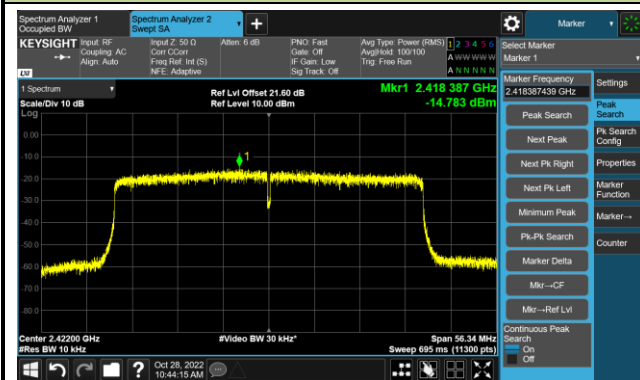 Spectrum Analyzer 1
Occupied BW
Spectrum Analyzer 2
Swept SA
Marker
KEYSIGHT
Input: RF
Coupling: AC
Align: Auto
Input Z: 50 Ω
Corr CCorr
Freq Ref: Int (S)
NFE: Adaptive
Atten: 6 dB
PNO: Fast
Gate: Off
IF Gain: Low
Sig Track: Off
Avg Type: Power (RMS)
Avg|Hold: 100/100
Trig: Free Run
1 2 3 4 5 6
A W W W W W
A N N N N N
LXI
Select Marker
Marker 1
1 Spectrum
Scale/Div 10 dB
Log
Ref Lvl Offset 21.60 dB
Ref Level 10.00 dBm
Mkr1 2.418 387 GHz
-14.783 dBm
0.00
-10.0
-20.0
-30.0
-40.0
-50.0
-60.0
-70.0
-80.0
1
Center 2.42200 GHz
#Res BW 10 kHz
#Video BW 30 kHz*
Span 56.34 MHz
Sweep 695 ms (11300 pts)
Marker Frequency
2.418387439 GHz
Peak Search
Next Peak
Next Pk Right
Next Pk Left
Minimum Peak
Pk-Pk Search
Marker Delta
Mkr→CF
Mkr→Ref Lvl
Continuous Peak
Search
On
Off
Settings
Peak
Search
Pk Search
Config
Properties
Marker
Function
Marker→
Counter
Oct 28, 2022
10:44:15 AM